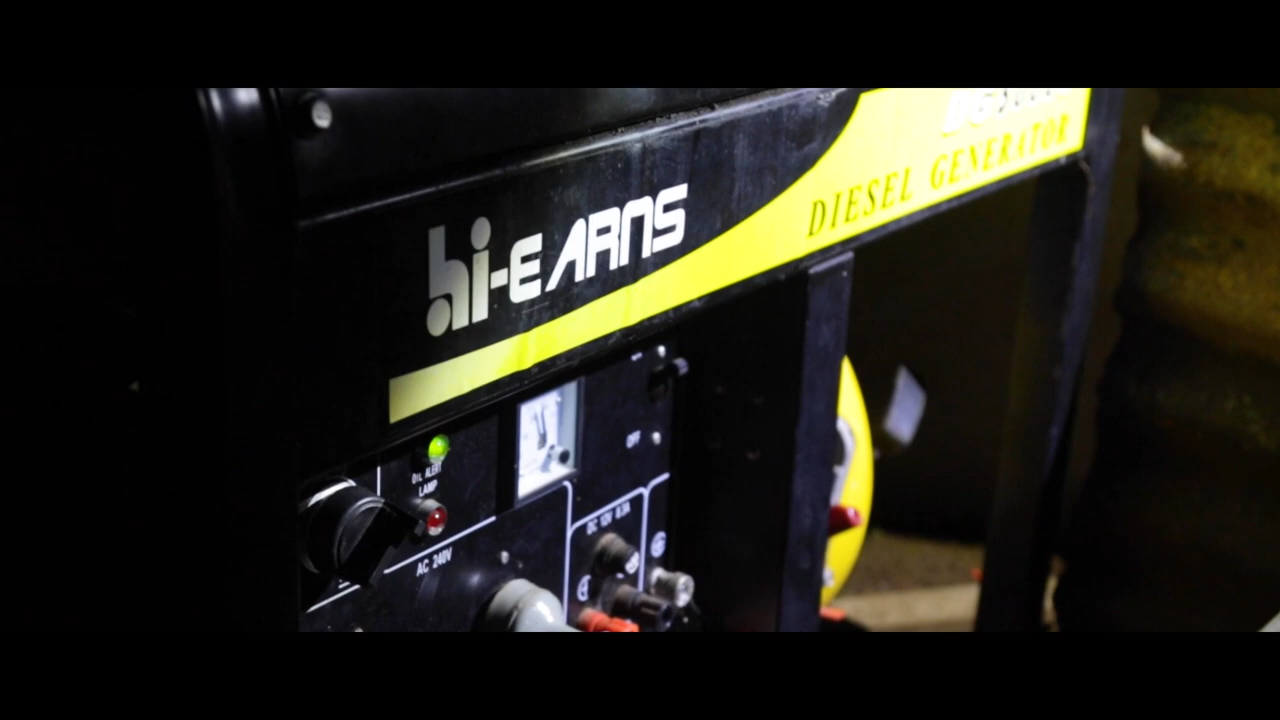 hi-EARNS
DIESEL GENERATOR
OFF
OIL ALERT
LAMP
DC 12V 8.3A
AC 240V